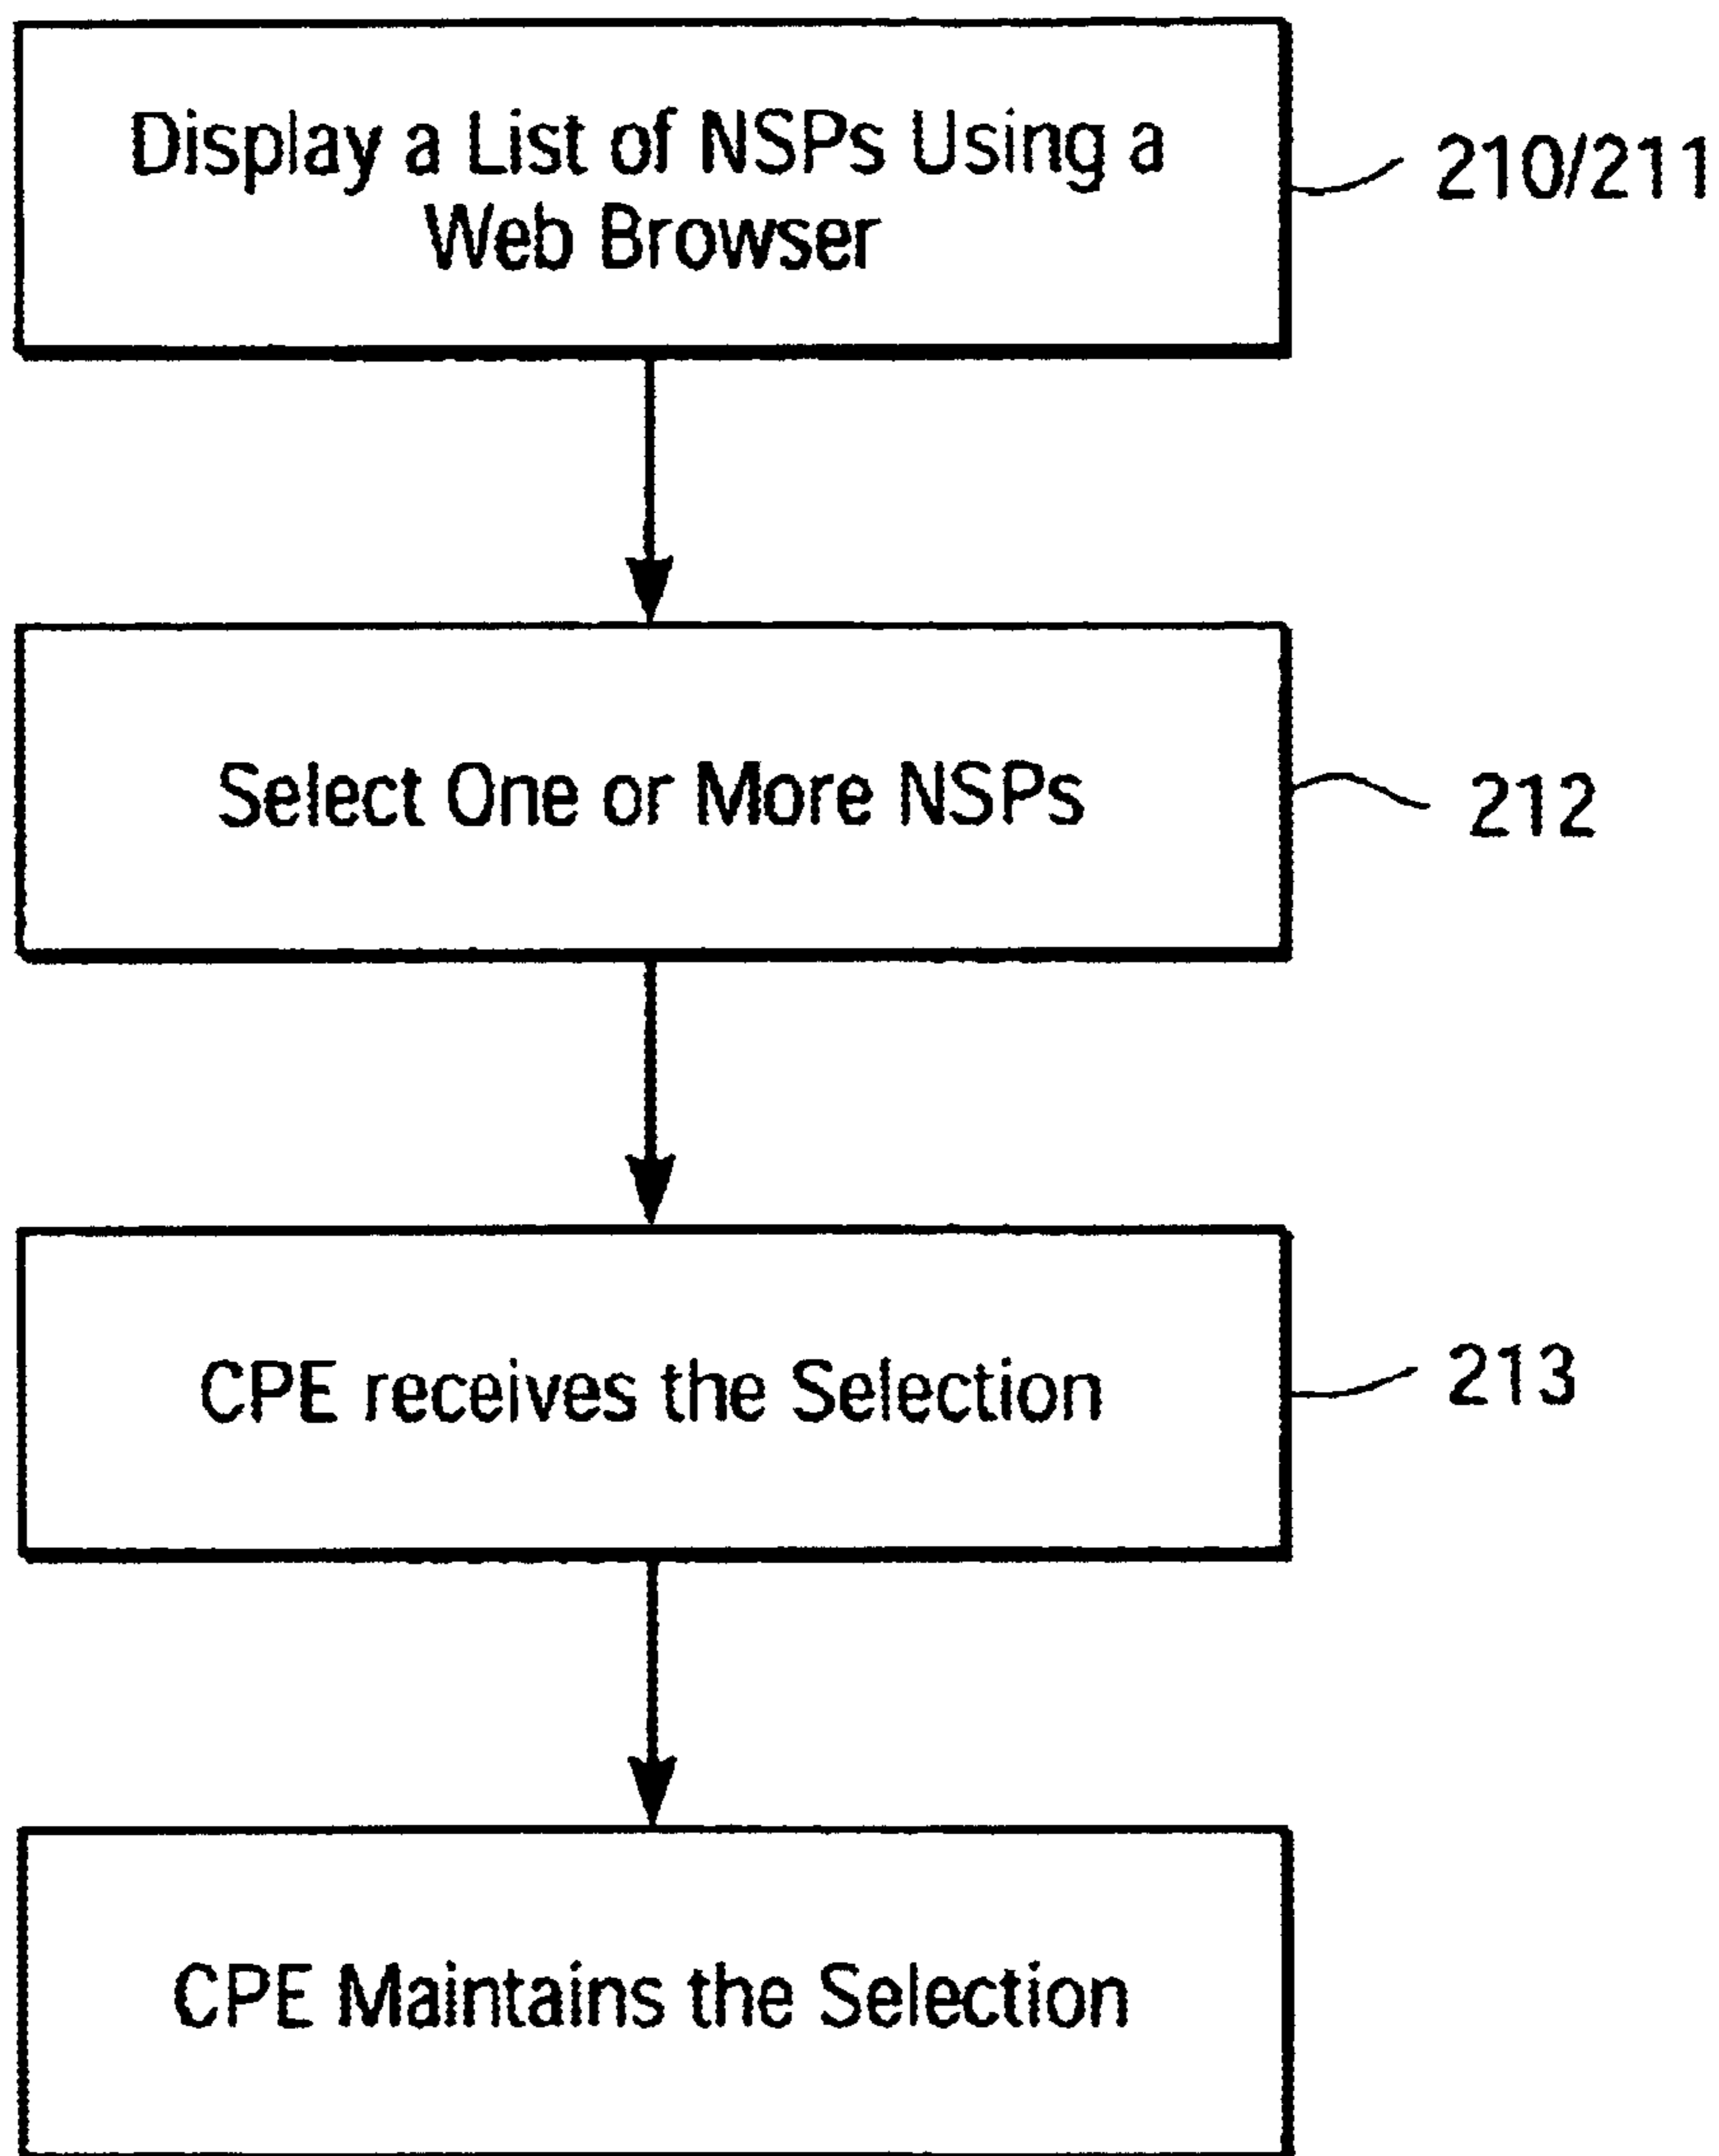 Display a List of NSPs Using a
Web Browser
210/211
Select One or More NSPs
212
CPE receives the Selection
213
CPE Maintains the Selection